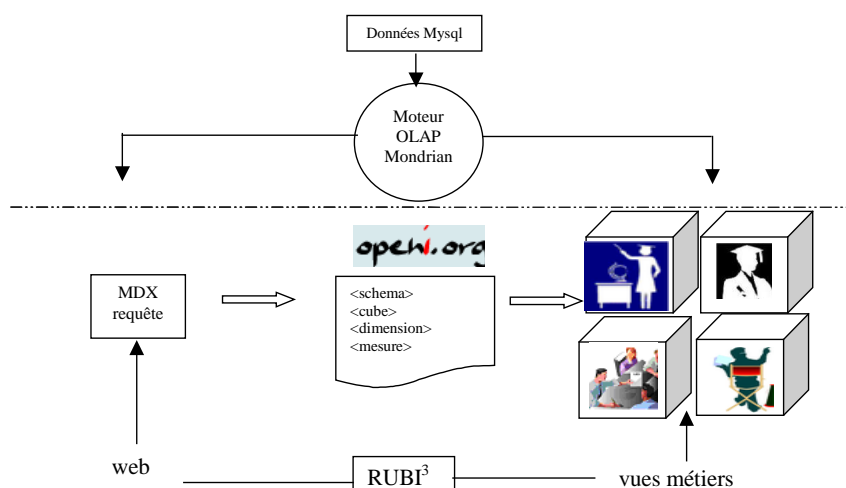 Données Mysql
Moteur
OLAP
Mondrian
openi.org
MDX
requête
<schema>
<cube>
<dimension>
<mesure>
web
RUBI³
vues métiers